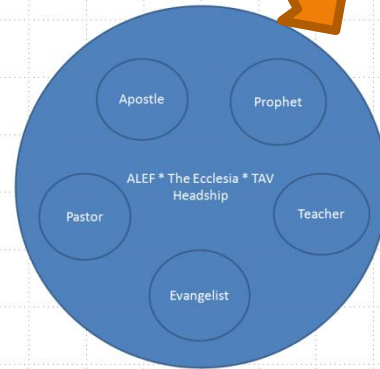 Apostle
Prophet
ALEF * The Ecclesia * TAV
Headship
Pastor
Teacher
Evangelist